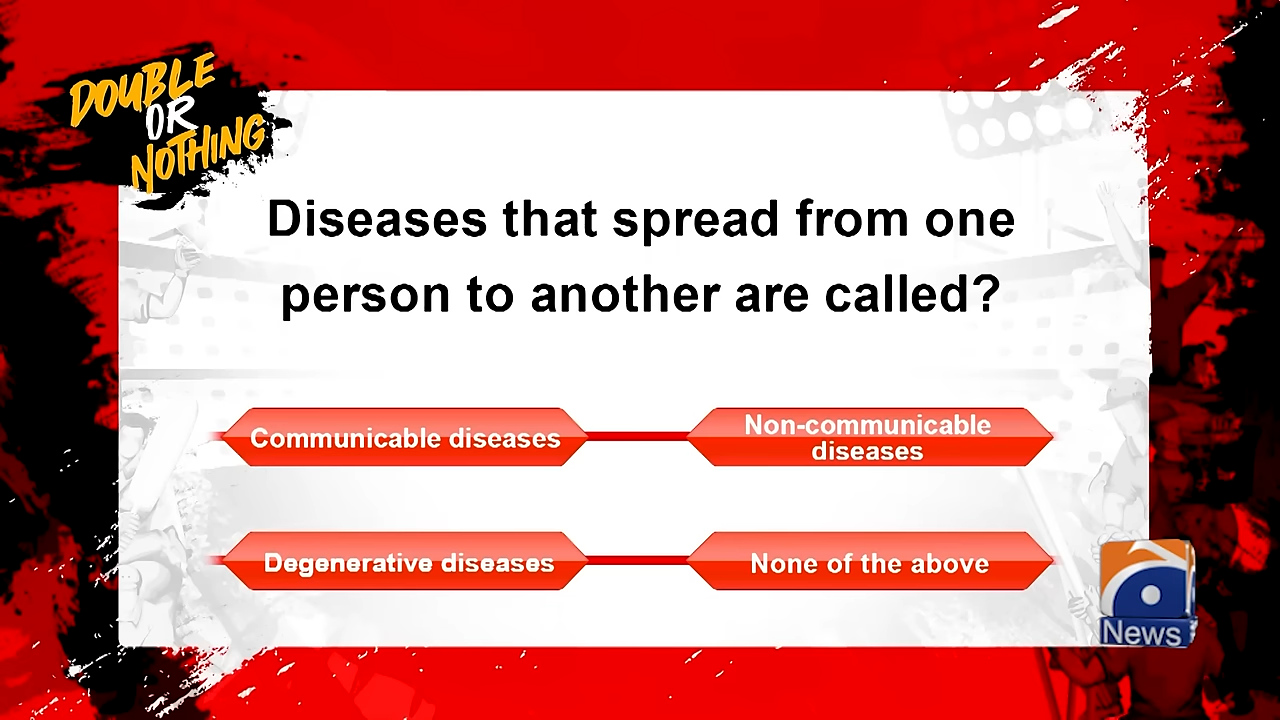 DOUBLE
OR
NOTHING
Diseases that spread from one
person to another are called?
Communicable diseases
Non-communicable
diseases
Degenerative diseases
None of the above
News